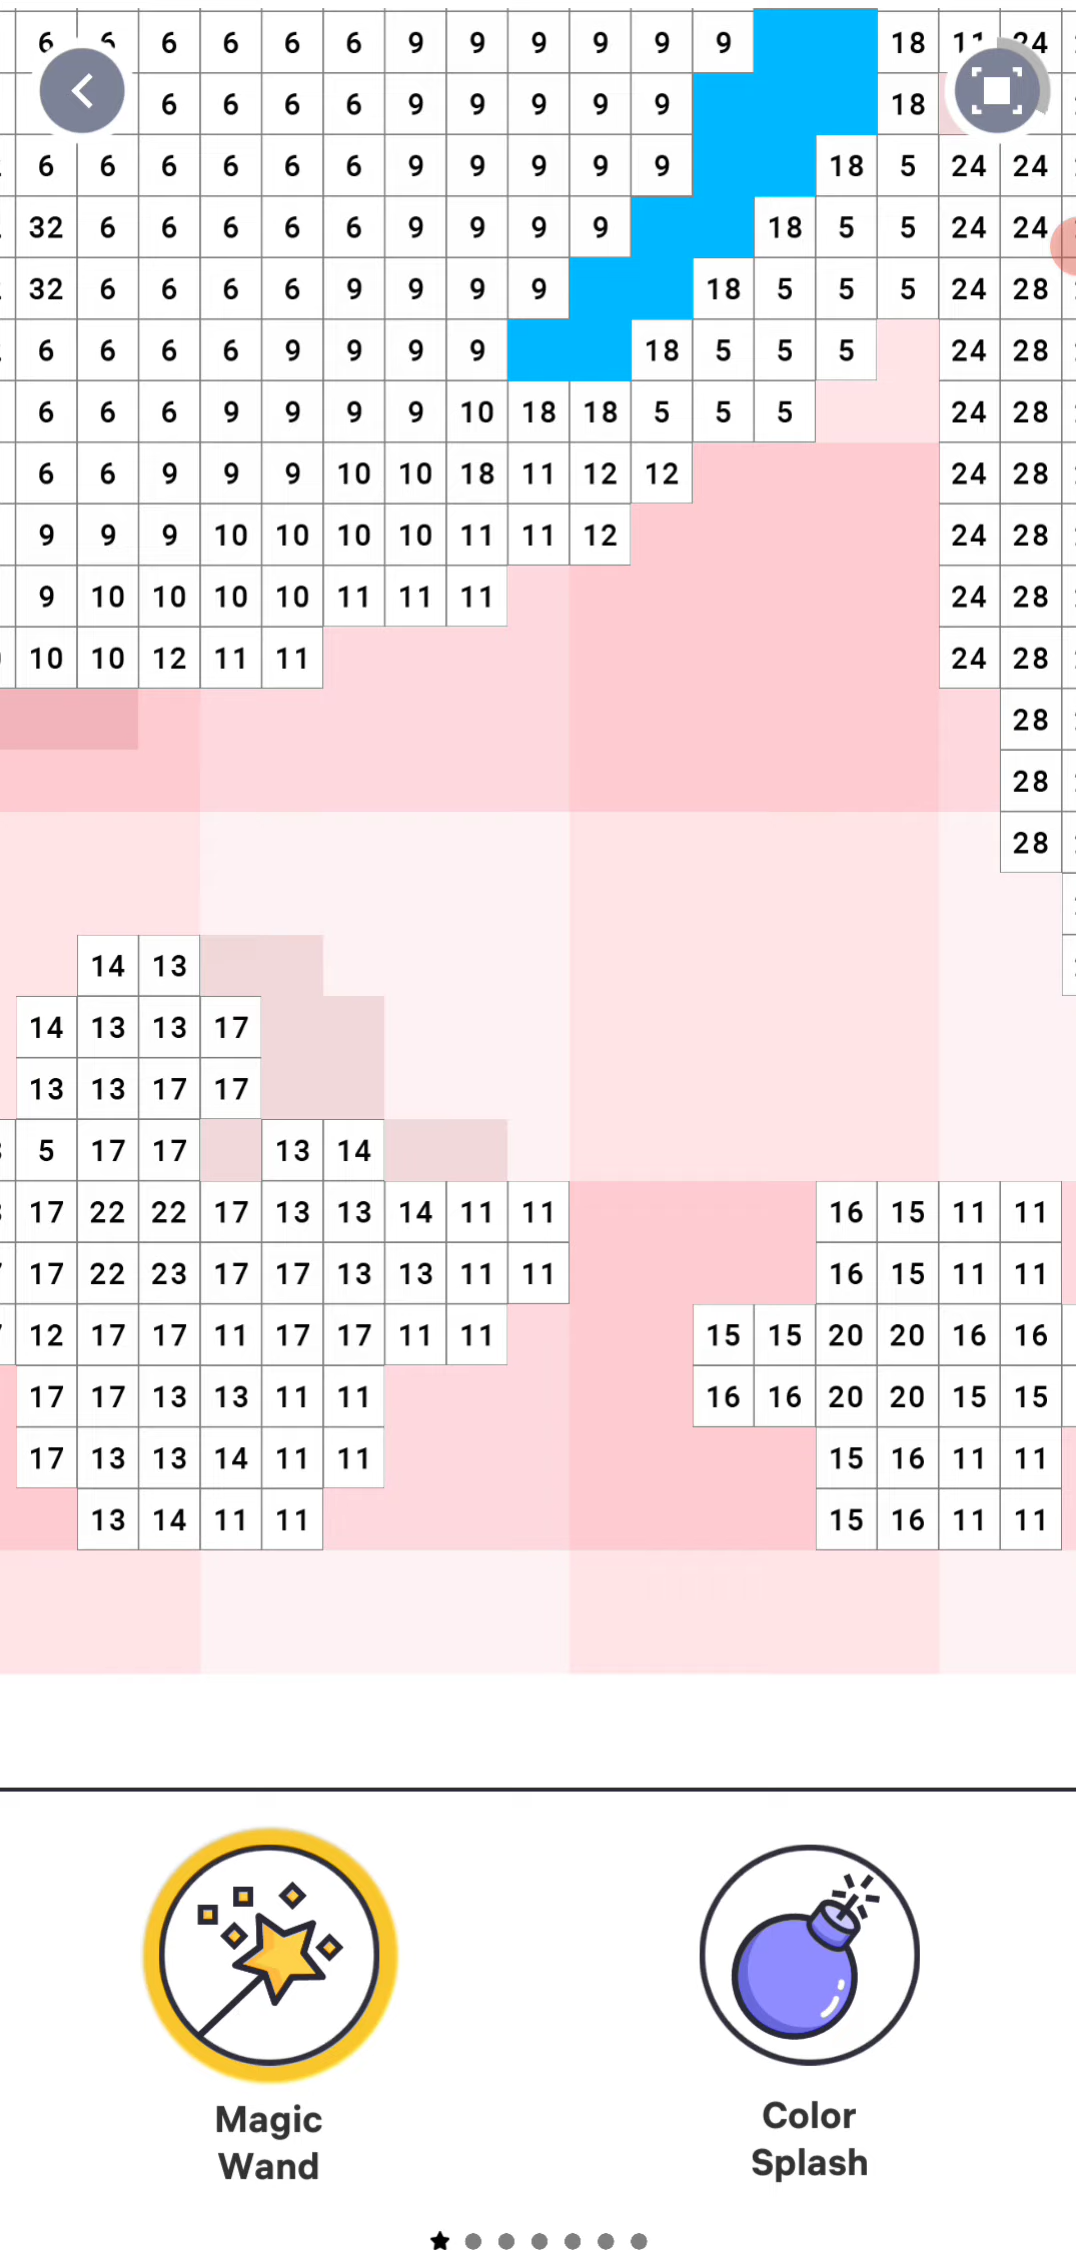 6 6 6 6 6 6 9 9 9 9 9 9 18 11 24
6 6 6 6 9 9 9 9 9 18
6 6 6 6 6 6 9 9 9 9 9 18 5 24 24
32 6 6 6 6 6 9 9 9 9 18 5 5 24 24
32 6 6 6 6 9 9 9 9 18 5 5 5 24 28
6 6 6 6 9 9 9 9 18 5 5 5 24 28
6 6 6 9 9 9 9 10 18 18 5 5 5 24 28
6 6 9 9 9 10 10 18 11 12 12 24 28
9 9 9 10 10 10 10 11 11 12 24 28
9 10 10 10 10 11 11 11 24 28
10 10 12 11 11 24 28
28
28
28
14 13
14 13 13 17
13 13 17 17
5 17 17 13 14
17 22 22 17 13 13 14 11 11 16 15 11 11
17 22 23 17 17 13 13 11 11 16 15 11 11
12 17 17 11 17 17 11 11 15 15 20 20 16 16
17 17 13 13 11 11 16 16 20 20 15 15
17 13 13 14 11 11 15 16 11 11
13 14 11 11 15 16 11 11
Magic
Wand
Color
Splash